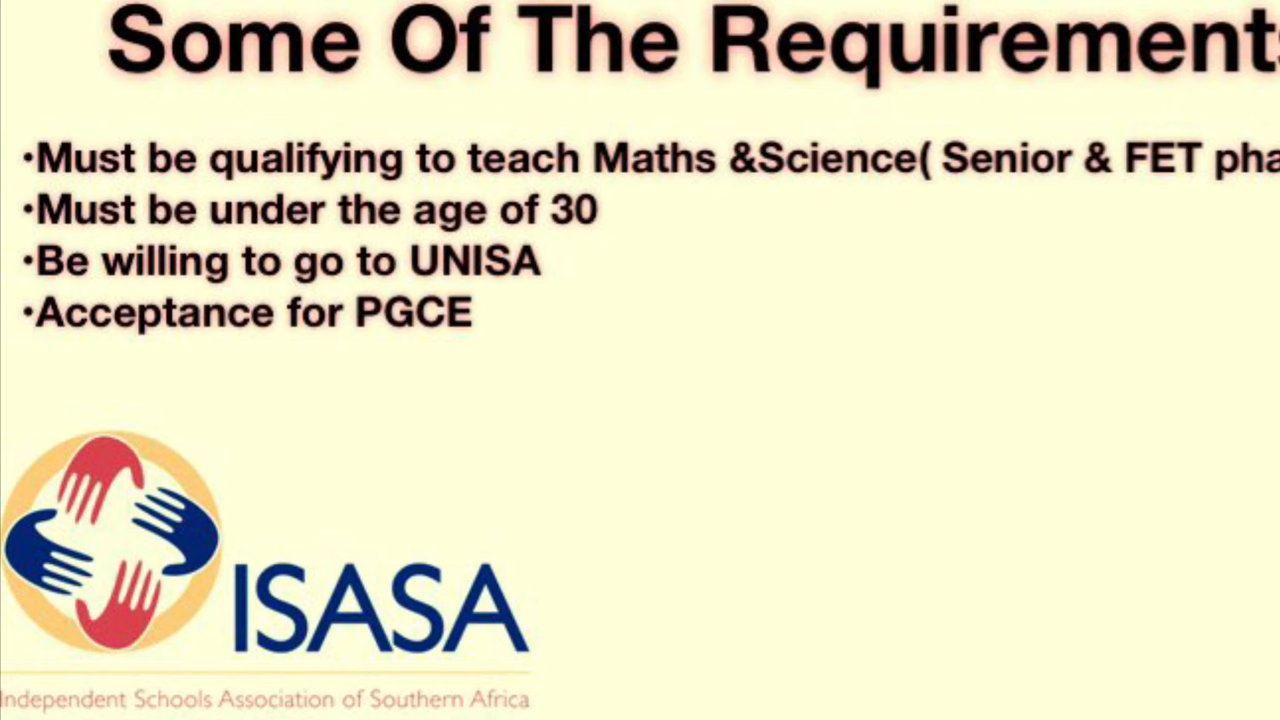 Some Of The Requirements
•Must be qualifying to teach Maths &Science( Senior & FET pha
•Must be under the age of 30
•Be willing to go to UNISA
•Acceptance for PGCE
ISASA
Independent Schools Association of Southern Africa